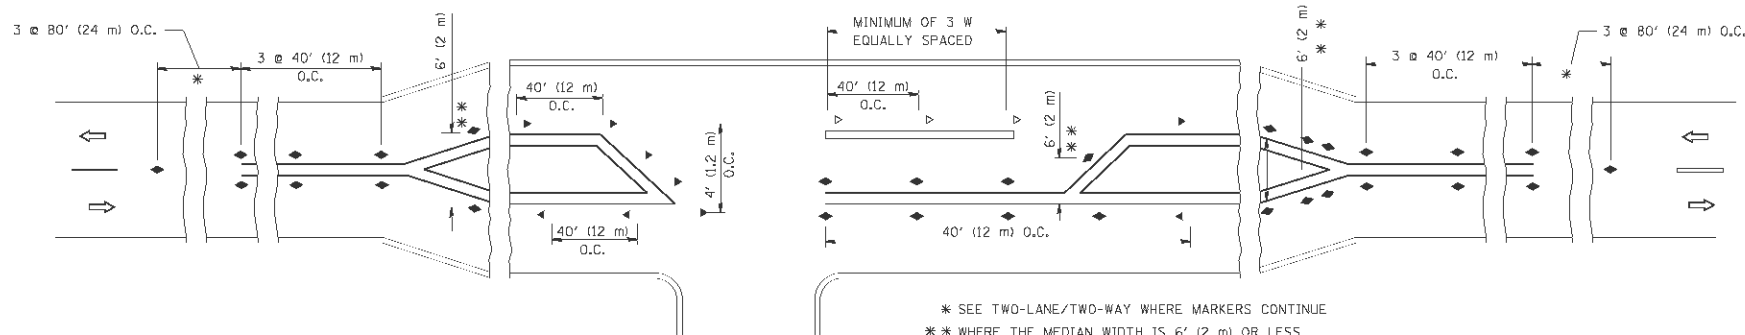 3 @ 80' (24 m) O.C.
3 @ 40' (12 m)
O.C.
*
6' (2 m)
**
40' (12 m)
O.C.
40' (12 m)
O.C.
4' (1.2 m)
O.C.
MINIMUM OF 3 W
EQUALLY SPACED
40' (12 m)
O.C.
6' (2 m)
**
40' (12 m) O.C.
6' (2 m)
**
3 @ 40' (12 m)
O.C.
*
3 @ 80' (24 m) O.C.
* SEE TWO-LANE/TWO-WAY WHERE MARKERS CONTINUE
** WHERE THE MEDIAN WIDTH IS 6' (2 m) OR LESS